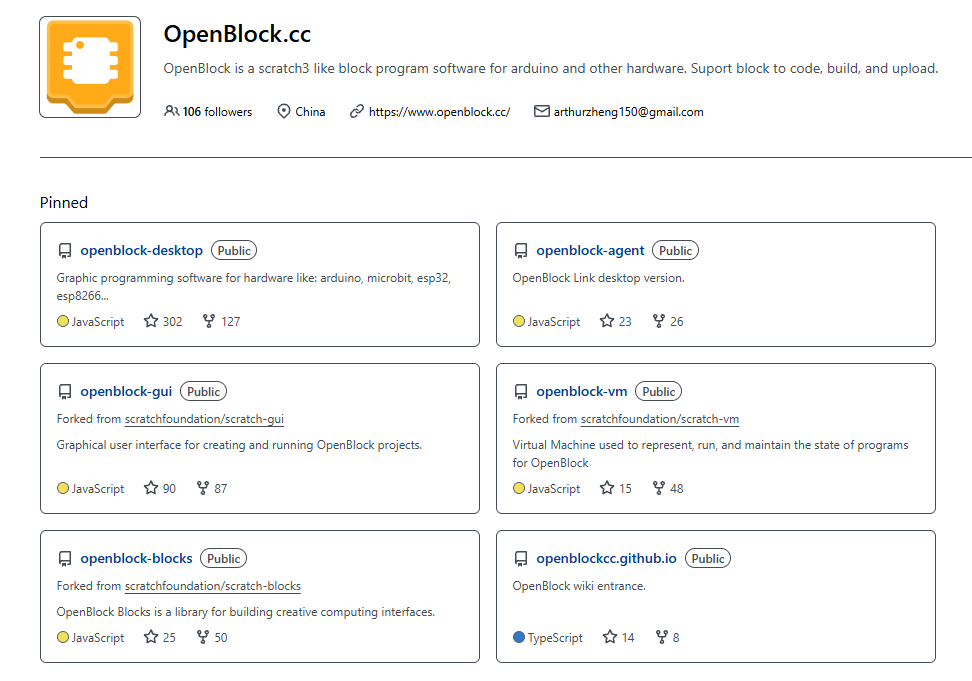 OpenBlock.cc
OpenBlock is a scratch3 like block program software for arduino and other hardware. Suport block to code, build, and upload.
106 followers China https://www.openblock.cc/ arthurzheng150@gmail.com
Pinned
openblock-desktop Public
Graphic programming software for hardware like: arduino, microbit, esp32,
esp8266...
JavaScript 302 127
openblock-agent Public
OpenBlock Link desktop version.
JavaScript 23 26
openblock-gui Public
Forked from scratchfoundation/scratch-gui
Graphical user interface for creating and running OpenBlock projects.
JavaScript 90 87
openblock-vm Public
Forked from scratchfoundation/scratch-vm
Virtual Machine used to represent, run, and maintain the state of programs
for OpenBlock
JavaScript 15 48
openblock-blocks Public
Forked from scratchfoundation/scratch-blocks
OpenBlock Blocks is a library for building creative computing interfaces.
JavaScript 25 50
openblockcc.github.io Public
OpenBlock wiki entrance.
TypeScript 14 8